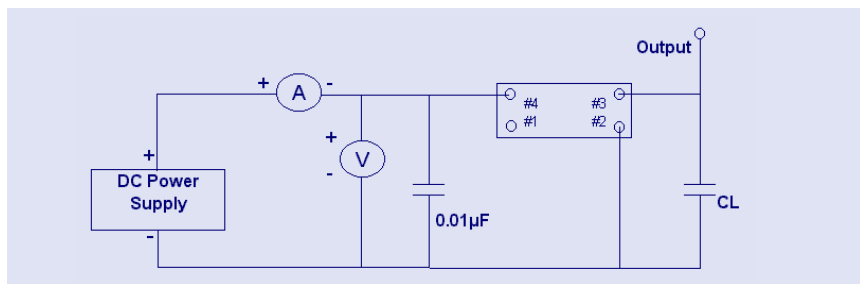 Output
+ A -
#4 #3
#1 #2
+
V
-
+
DC Power
Supply
-
0.01µF
CL